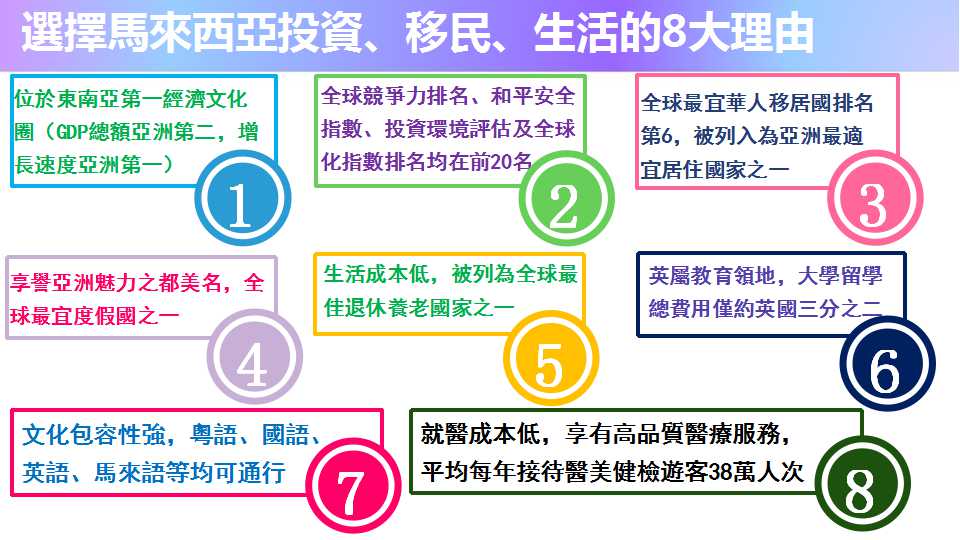 選擇馬來西亞投資、移民、生活的8大理由
位於東南亞第一經濟文化
圈（GDP總額亞洲第二，增
長速度亞洲第一）
1
全球競爭力排名、和平安全
指數、投資環境評估及全球
化指數排名均在前20名
2
全球最宜華人移居國排名
第6，被列入為亞洲最適
宜居住國家之一
3
享譽亞洲魅力之都美名，全
球最宜度假國之一
4
生活成本低，被列為全球最
佳退休養老國家之一
5
英屬教育領地，大學留學
總費用僅約英國三分之二
6
文化包容性強，粵語、國語、
英語、馬來語等均可通行
7
就醫成本低，享有高品質醫療服務，
平均每年接待醫美健檢遊客38萬人次
8